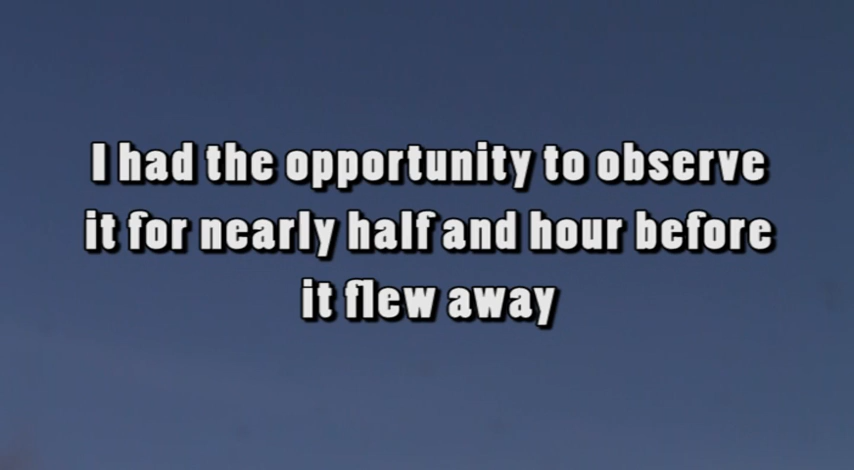 I had the opportunity to observe
it for nearly half and hour before
it flew away